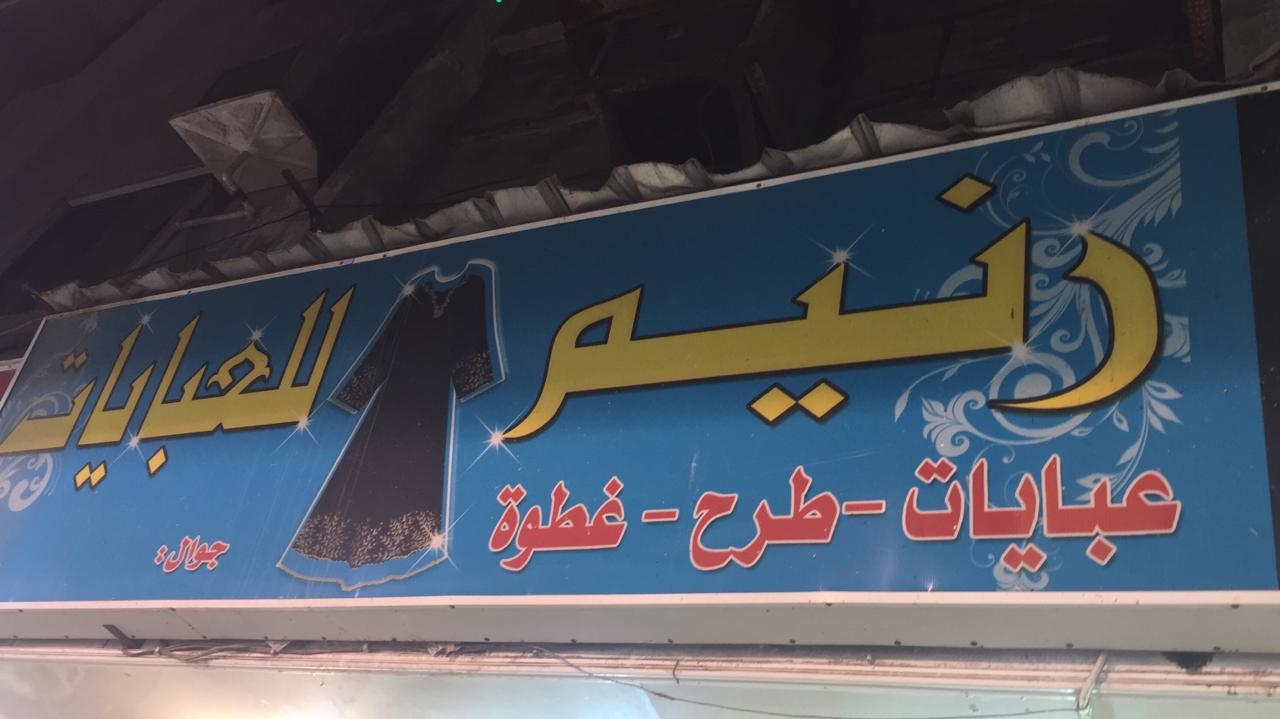 رنيم للعبايات
عبايات - طرح - غطوة
جوال: